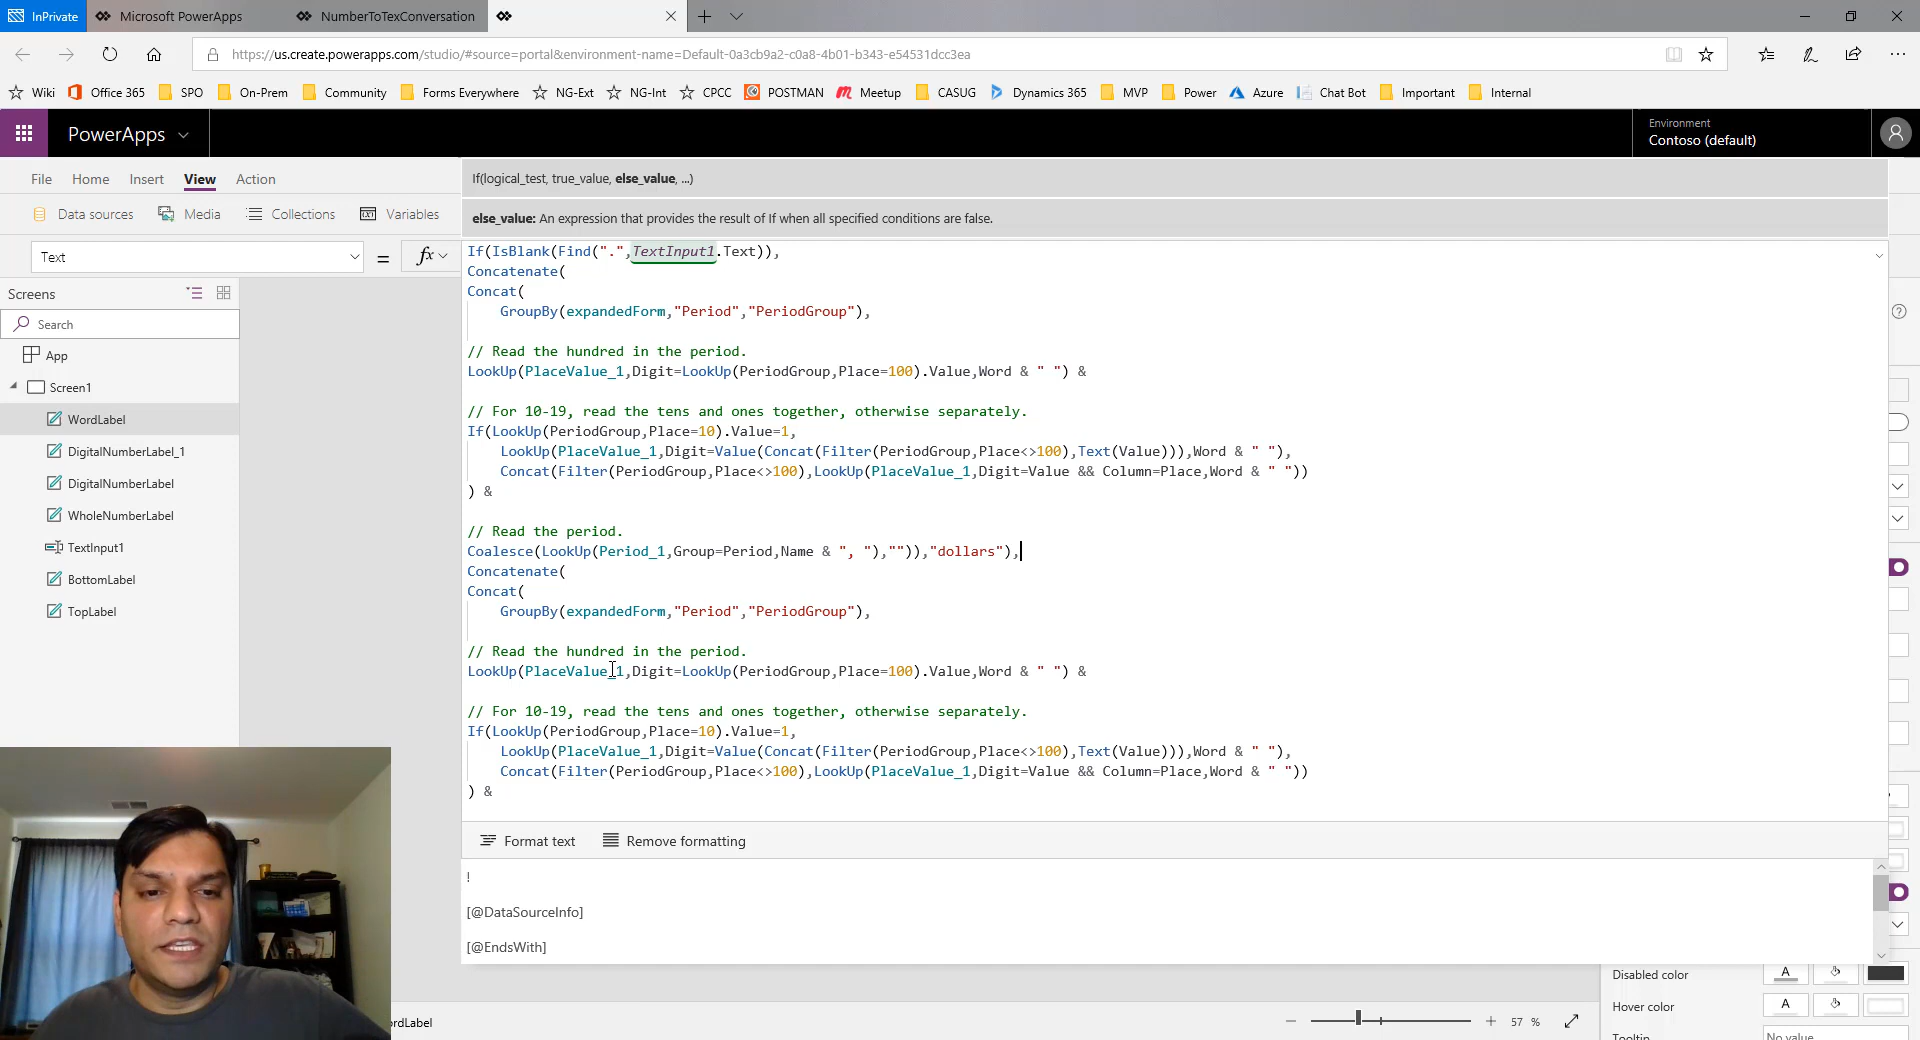 InPrivate
Microsoft PowerApps
NumberToTexConversation
https://us.create.powerapps.com/studio/#source=portal&environment-name=Default-0a3cb9a2-c0a8-4b01-b343-e54531dcc3ea
Wiki
Office 365
SPO
On-Prem
Community
Forms Everywhere
NG-Ext
NG-Int
CPCC
POSTMAN
Meetup
CASUG
Dynamics 365
MVP
Power
Azure
Chat Bot
Important
Internal
PowerApps
Environment
Contoso (default)
File
Home
Insert
View
Action
Data sources
Media
Collections
Variables
If(logical_test, true_value, else_value, ...)
else_value: An expression that provides the result of If when all specified conditions are false.
Text
=
fx
Screens
Search
App
Screen1
WordLabel
DigitalNumberLabel_1
DigitalNumberLabel
WholeNumberLabel
TextInput1
BottomLabel
TopLabel
If(IsBlank(Find(".",TextInput1.Text)),
Concatenate(
Concat(
GroupBy(expandedForm,"Period","PeriodGroup"),
// Read the hundred in the period.
LookUp(PlaceValue_1,Digit=LookUp(PeriodGroup,Place=100).Value,Word & " ") &
// For 10-19, read the tens and ones together, otherwise separately.
If(LookUp(PeriodGroup,Place=10).Value=1,
LookUp(PlaceValue_1,Digit=Value(Concat(Filter(PeriodGroup,Place<>100),Text(Value))),Word & " "),
Concat(Filter(PeriodGroup,Place<>100),LookUp(PlaceValue_1,Digit=Value && Column=Place,Word & " "))
) &
// Read the period.
Coalesce(LookUp(Period_1,Group=Period,Name & ", "),"")),"dollars"),
Concatenate(
Concat(
GroupBy(expandedForm,"Period","PeriodGroup"),
// Read the hundred in the period.
LookUp(PlaceValue_1,Digit=LookUp(PeriodGroup,Place=100).Value,Word & " ") &
// For 10-19, read the tens and ones together, otherwise separately.
If(LookUp(PeriodGroup,Place=10).Value=1,
LookUp(PlaceValue_1,Digit=Value(Concat(Filter(PeriodGroup,Place<>100),Text(Value))),Word & " "),
Concat(Filter(PeriodGroup,Place<>100),LookUp(PlaceValue_1,Digit=Value && Column=Place,Word & " "))
) &
Format text
Remove formatting
!
[@DataSourceInfo]
[@EndsWith]
Disabled color
A
Hover color
A
Tooltip
No value
ordLabel
57 %